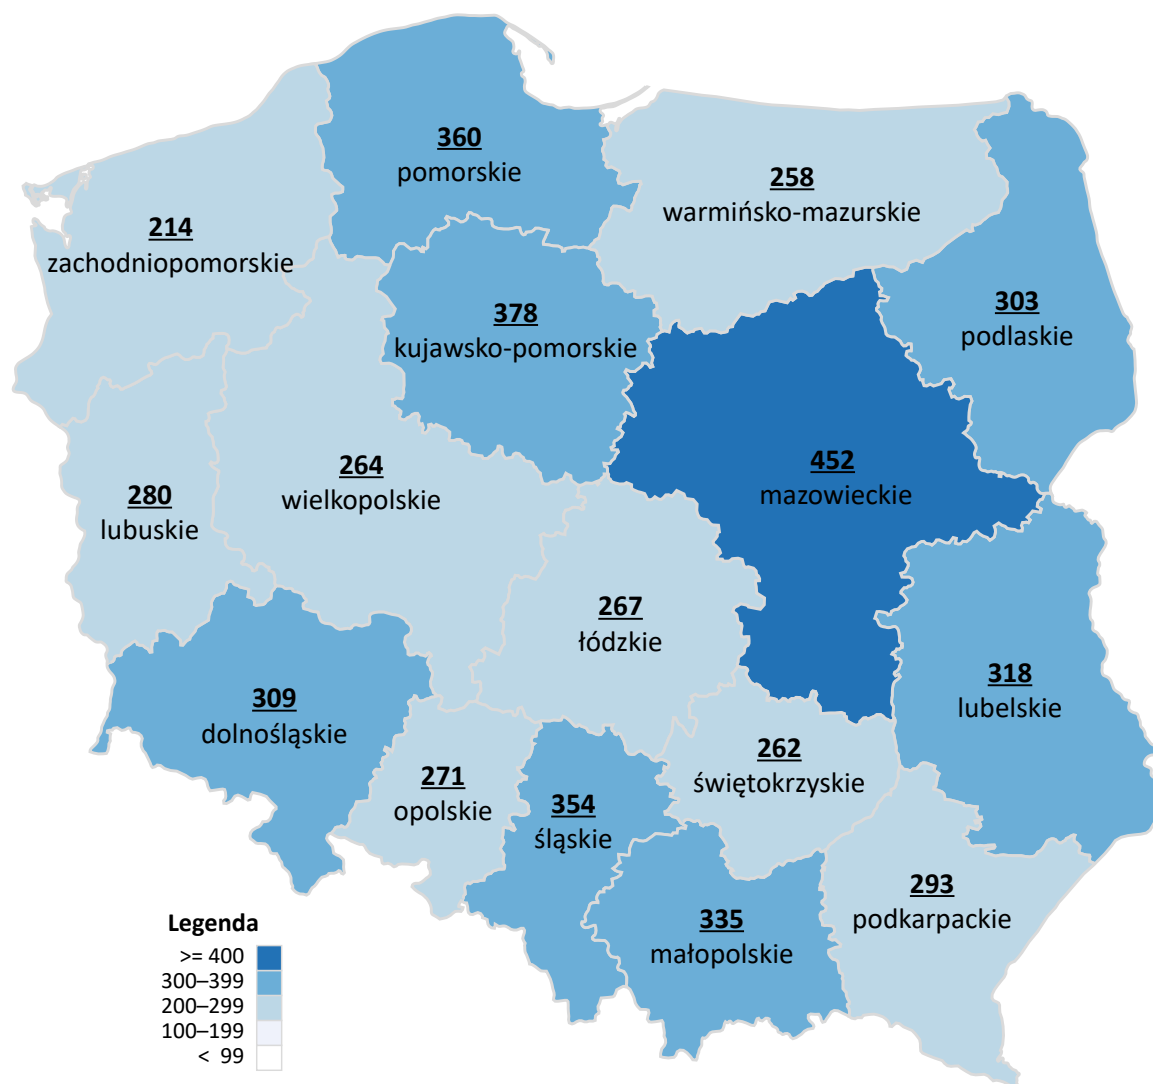 360
pomorskie
258
warmińsko-mazurskie
214
zachodniopomorskie
378
kujawsko-pomorskie
303
podlaskie
452
mazowieckie
264
wielkopolskie
280
lubuskie
267
łódzkie
318
lubelskie
309
dolnośląskie
262
świętokrzyskie
271
opolskie
354
śląskie
293
podkarpackie
335
małopolskie
Legenda
>= 400
300–399
200–299
100–199
< 99